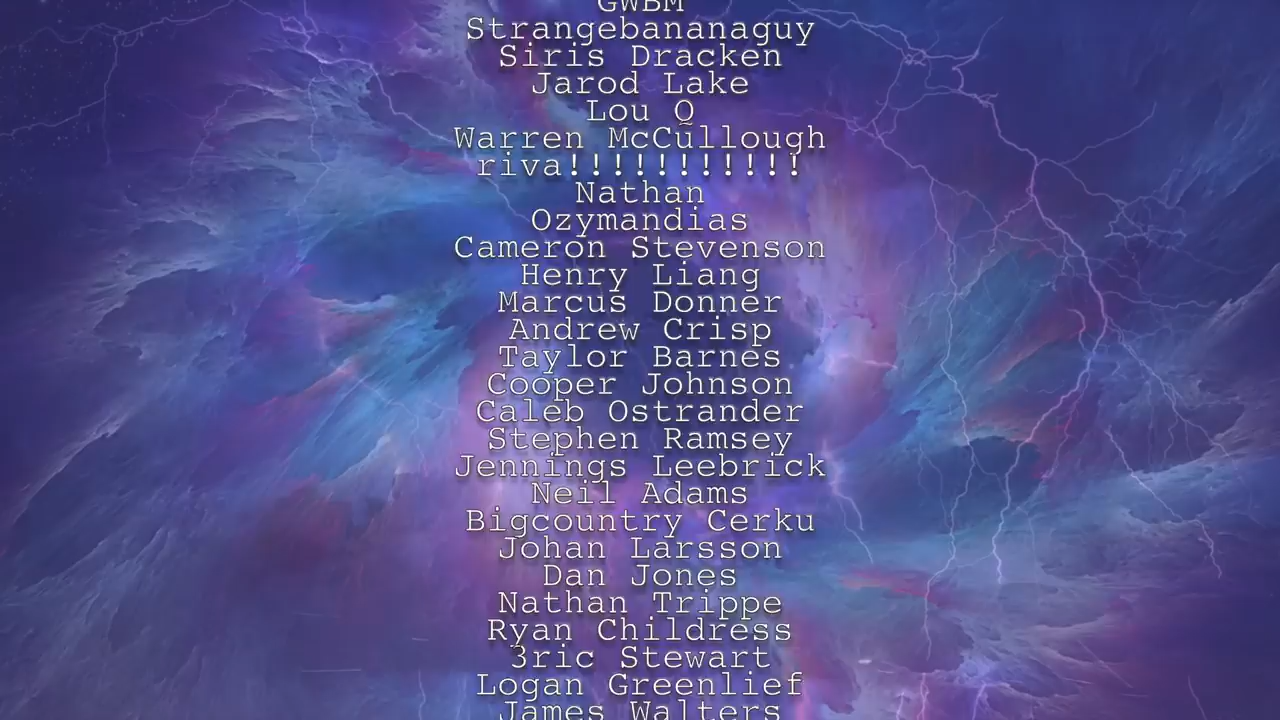 GWBM
Strangebananaguy
Siris Dracken
Jarod Lake
Lou Q
Warren McCullough
riva!!!!!!!!!!!
Nathan
Ozymandias
Cameron Stevenson
Henry Liang
Marcus Donner
Andrew Crisp
Taylor Barnes
Cooper Johnson
Caleb Ostrander
Stephen Ramsey
Jennings Leebrick
Neil Adams
Bigcountry Cerku
Johan Larsson
Dan Jones
Nathan Trippe
Ryan Childress
3ric Stewart
Logan Greenlief
James Walters